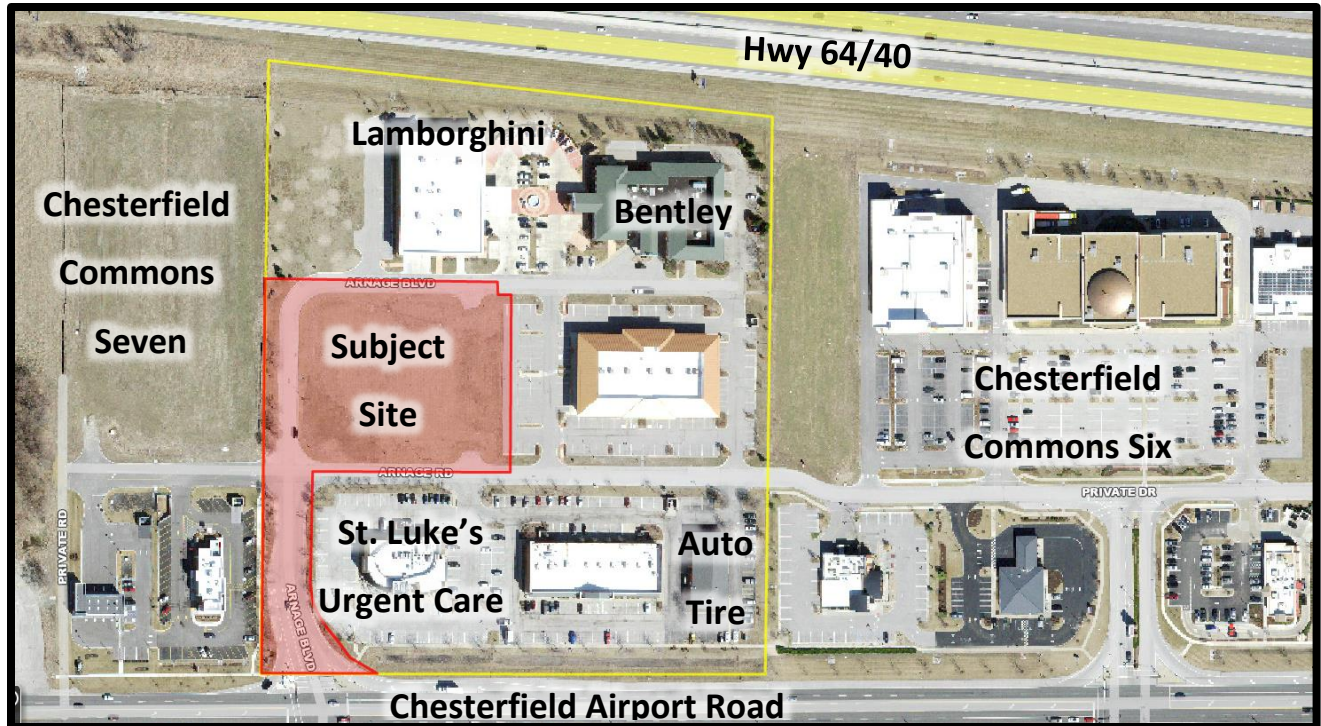 Hwy 64/40
Lamborghini
Bentley
Chesterfield
Commons
Seven
ARNAGE BLVD
Subject
Site
Chesterfield
Commons Six
ARNAGE RD
PRIVATE DR
St. Luke's
Urgent Care
Auto
Tire
PRIVATE RD
ARNAGE BLVD
Chesterfield Airport Road